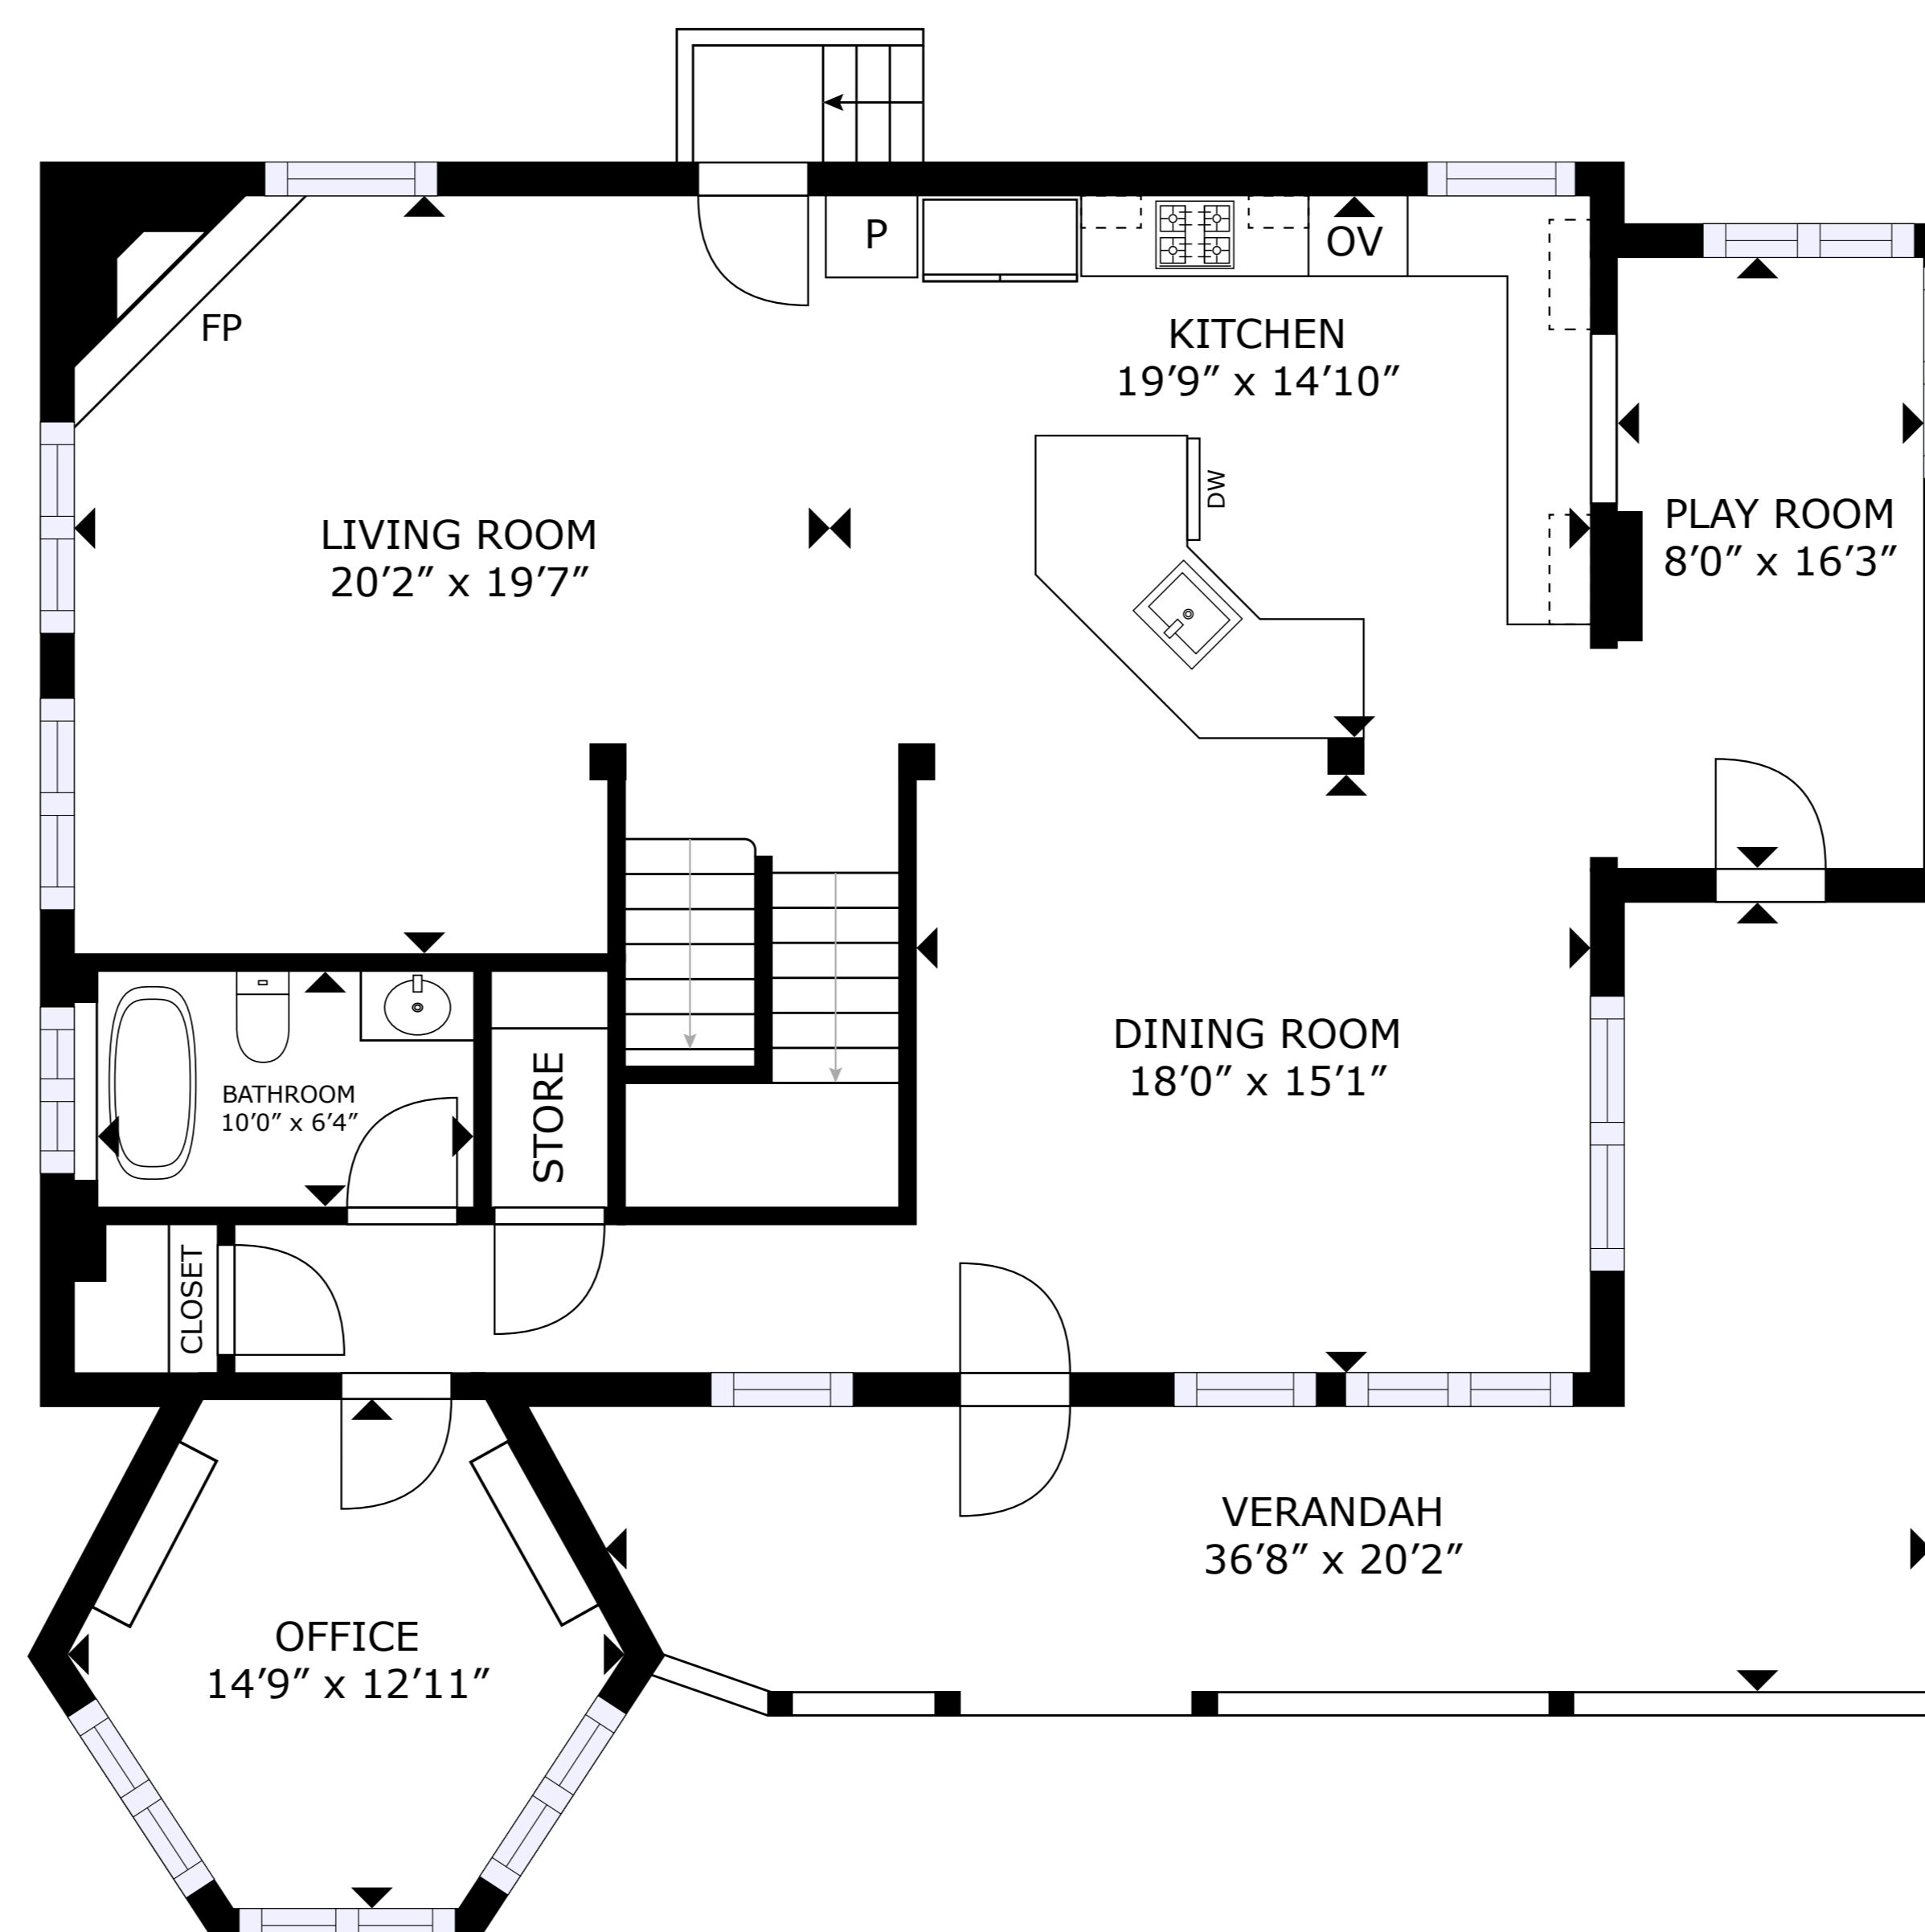 P
OV
FP
KITCHEN
19’9” x 14’10”
DW
LIVING ROOM
20’2” x 19’7”
PLAY ROOM
8’0” x 16’3”
DINING ROOM
18’0” x 15’1”
BATHROOM
10’0” x 6’4”
STORE
CLOSET
VERANDAH
36’8” x 20’2”
OFFICE
14’9” x 12’11”